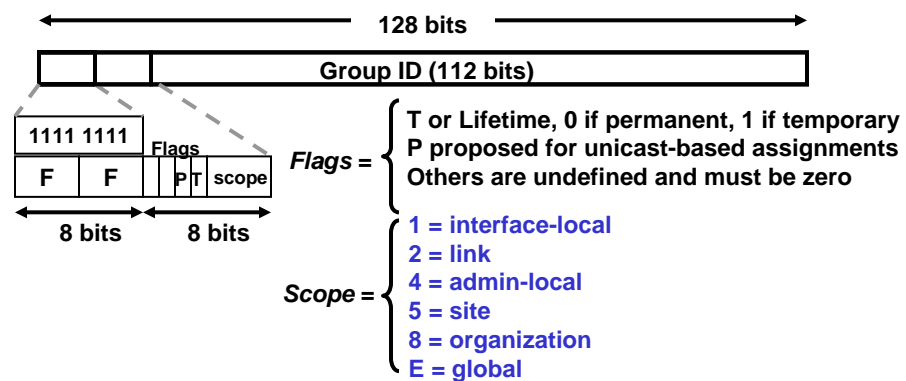 128 bits
Group ID (112 bits)
1111 1111
Flags
F F P T scope
8 bits 8 bits
Flags =
T or Lifetime, 0 if permanent, 1 if temporary
P proposed for unicast-based assignments
Others are undefined and must be zero
Scope =
1 = interface-local
2 = link
4 = admin-local
5 = site
8 = organization
E = global